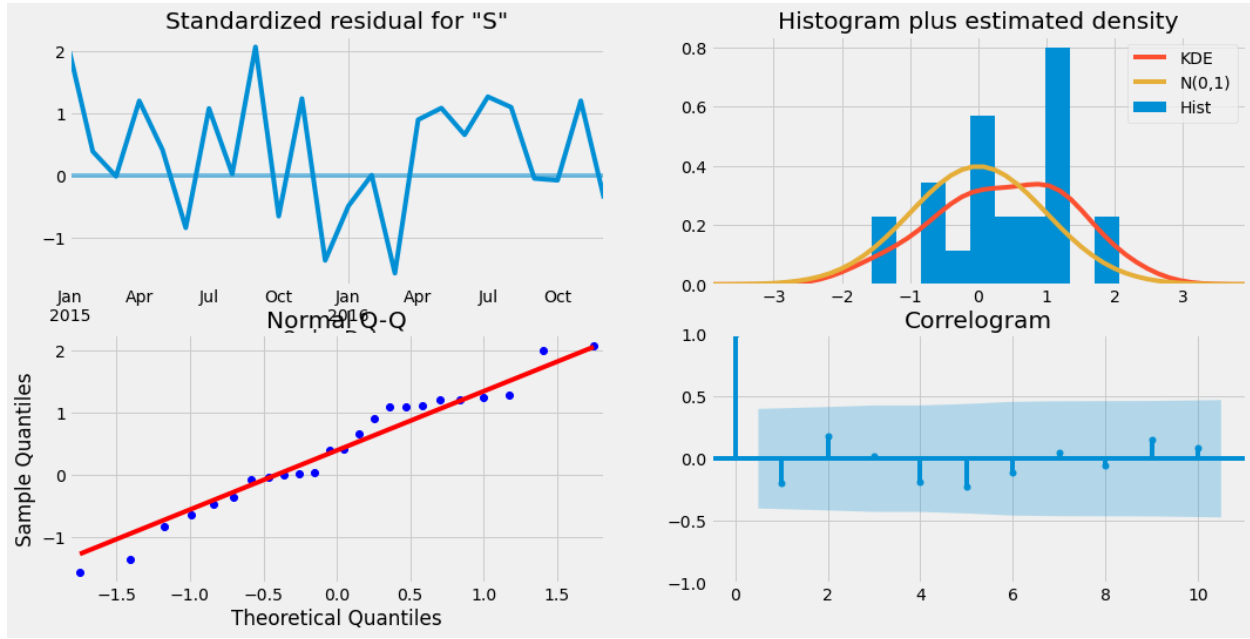 Standardized residual for "S"
2
1
0
−1
Jan Apr Jul Oct Jan Apr Jul Oct
2015 2016
Histogram plus estimated density
0.8
0.6
0.4
0.2
0.0
KDE
N(0,1)
Hist
−3 −2 −1 0 1 2 3
Normal Q-Q
Sample Quantiles
2
1
0
−1
−1.5 −1.0 −0.5 0.0 0.5 1.0 1.5
Theoretical Quantiles
Correlogram
1.0
0.5
0.0
−0.5
−1.0
0 2 4 6 8 10